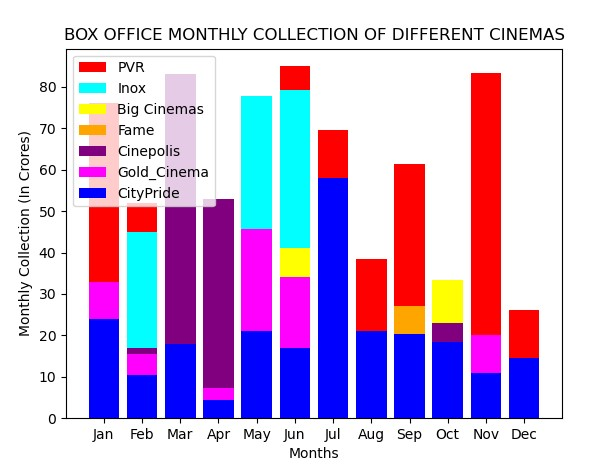 BOX OFFICE MONTHLY COLLECTION OF DIFFERENT CINEMAS
PVR
Inox
Big Cinemas
Fame
Cinepolis
Gold_Cinema
CityPride
Monthly Collection (In Crores)
80
70
60
50
40
30
20
10
0
Jan Feb Mar Apr May Jun Jul Aug Sep Oct Nov Dec
Months